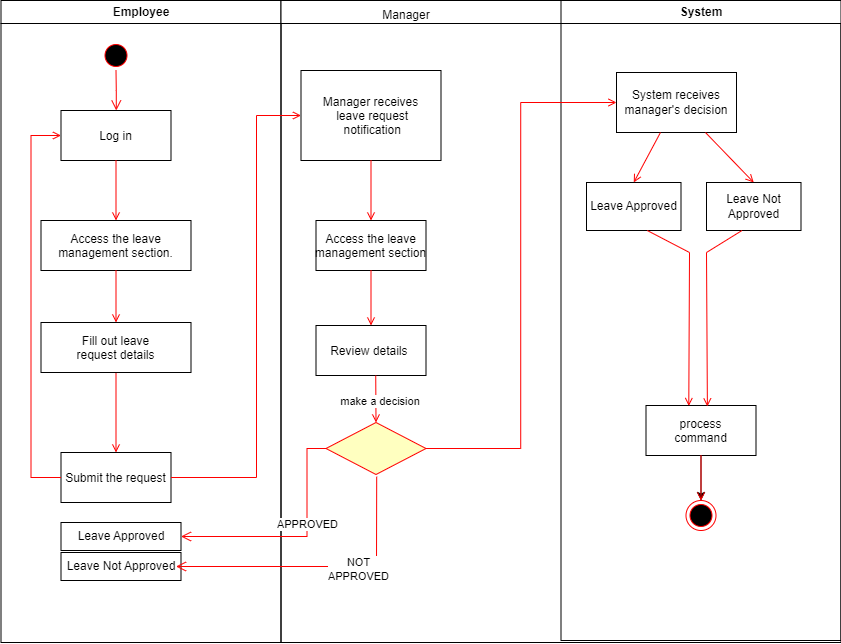 Employee
Manager
System
Log in
Access the leave
management section.
Fill out leave
request details
Submit the request
Leave Approved
Leave Not Approved
Manager receives
leave request
notification
Access the leave
management section
Review details
make a decision
APPROVED
NOT
APPROVED
System receives
manager's decision
Leave Approved
Leave Not
Approved
process
command